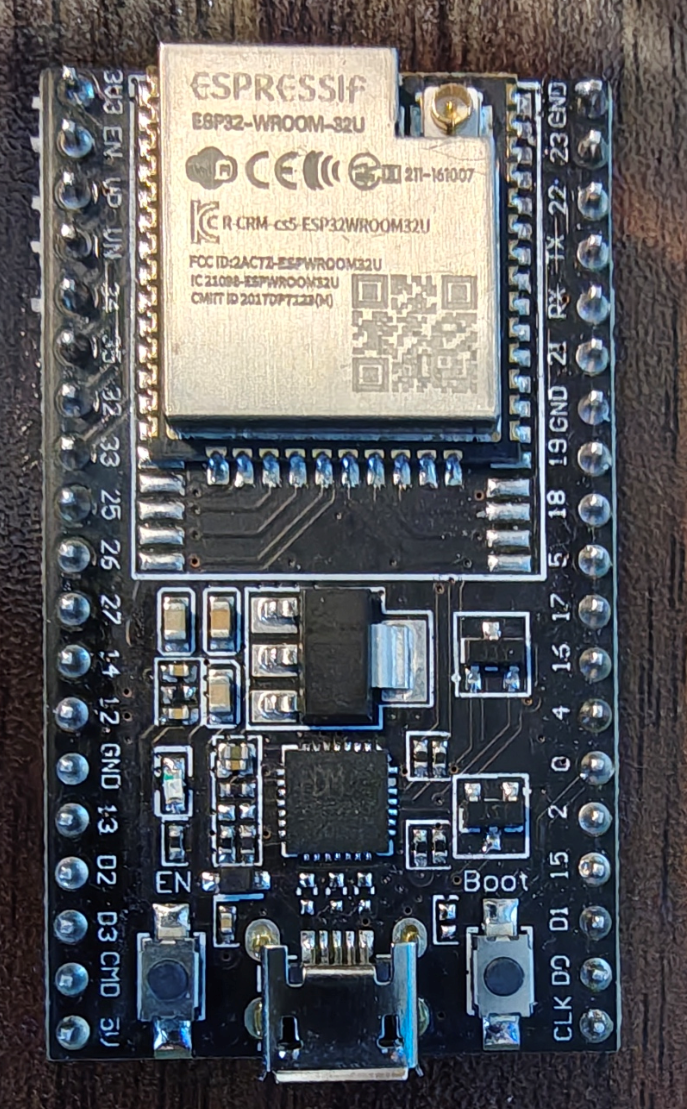 ESPRESSIF
ESP32-WROOM-32U
CE
211-161007
R-CRM-cs5-ESP32WROOM32U
FCC ID:2AC7Z-ESPWROOM32U
IC 21098-ESPWROOM32U
CMIIT ID 2017DP7123(M)
3V3
EN
VP
VN
34
35
32
33
25
26
27
14
12
GND
13
D2
D3
CMD
5V
GND
23
22
TX
RX
21
GND
19
18
5
17
16
4
0
2
15
D1
D0
CLK
EN
Boot